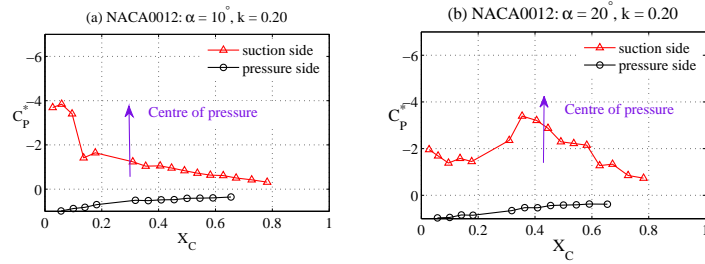 (a) NACA0012: α = 10°, k = 0.20
−6
−4
−2
0
C_P^*
suction side
pressure side
Centre of pressure
0 0.2 0.4 0.6 0.8 1
X_C
(b) NACA0012: α = 20°, k = 0.20
−6
−4
-2
0
C_P^*
suction side
pressure side
Centre of pressure
0 0.2 0.4 0.6 0.8 1
X_C